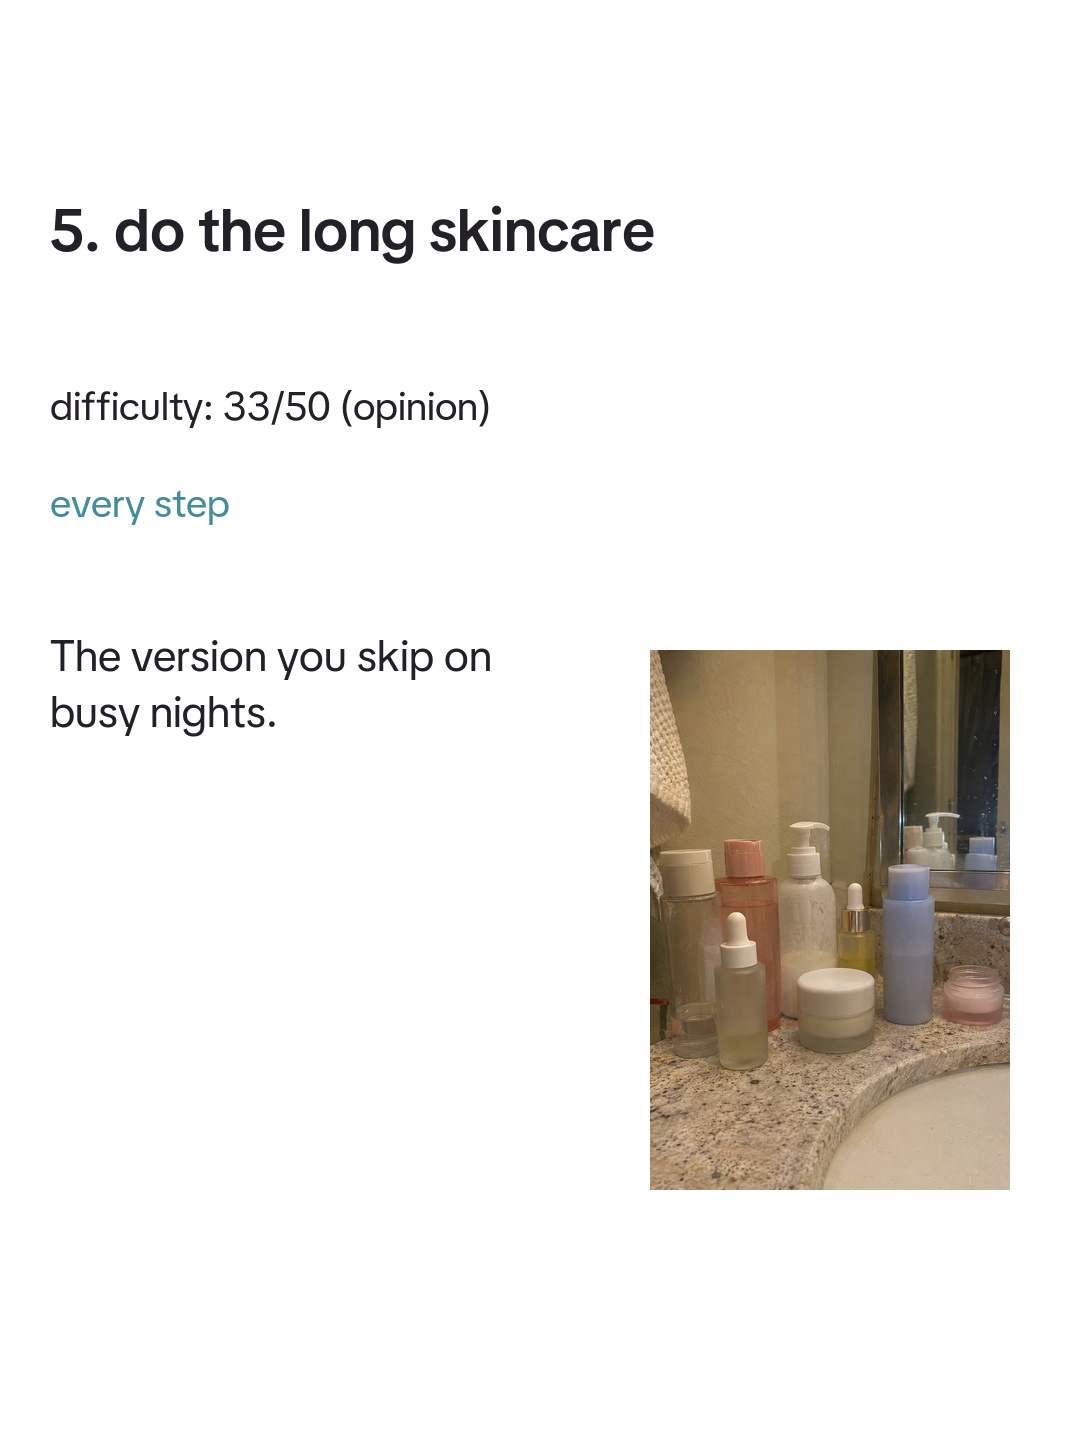 5. do the long skincare
difficulty: 33/50 (opinion)
every step
The version you skip on
busy nights.